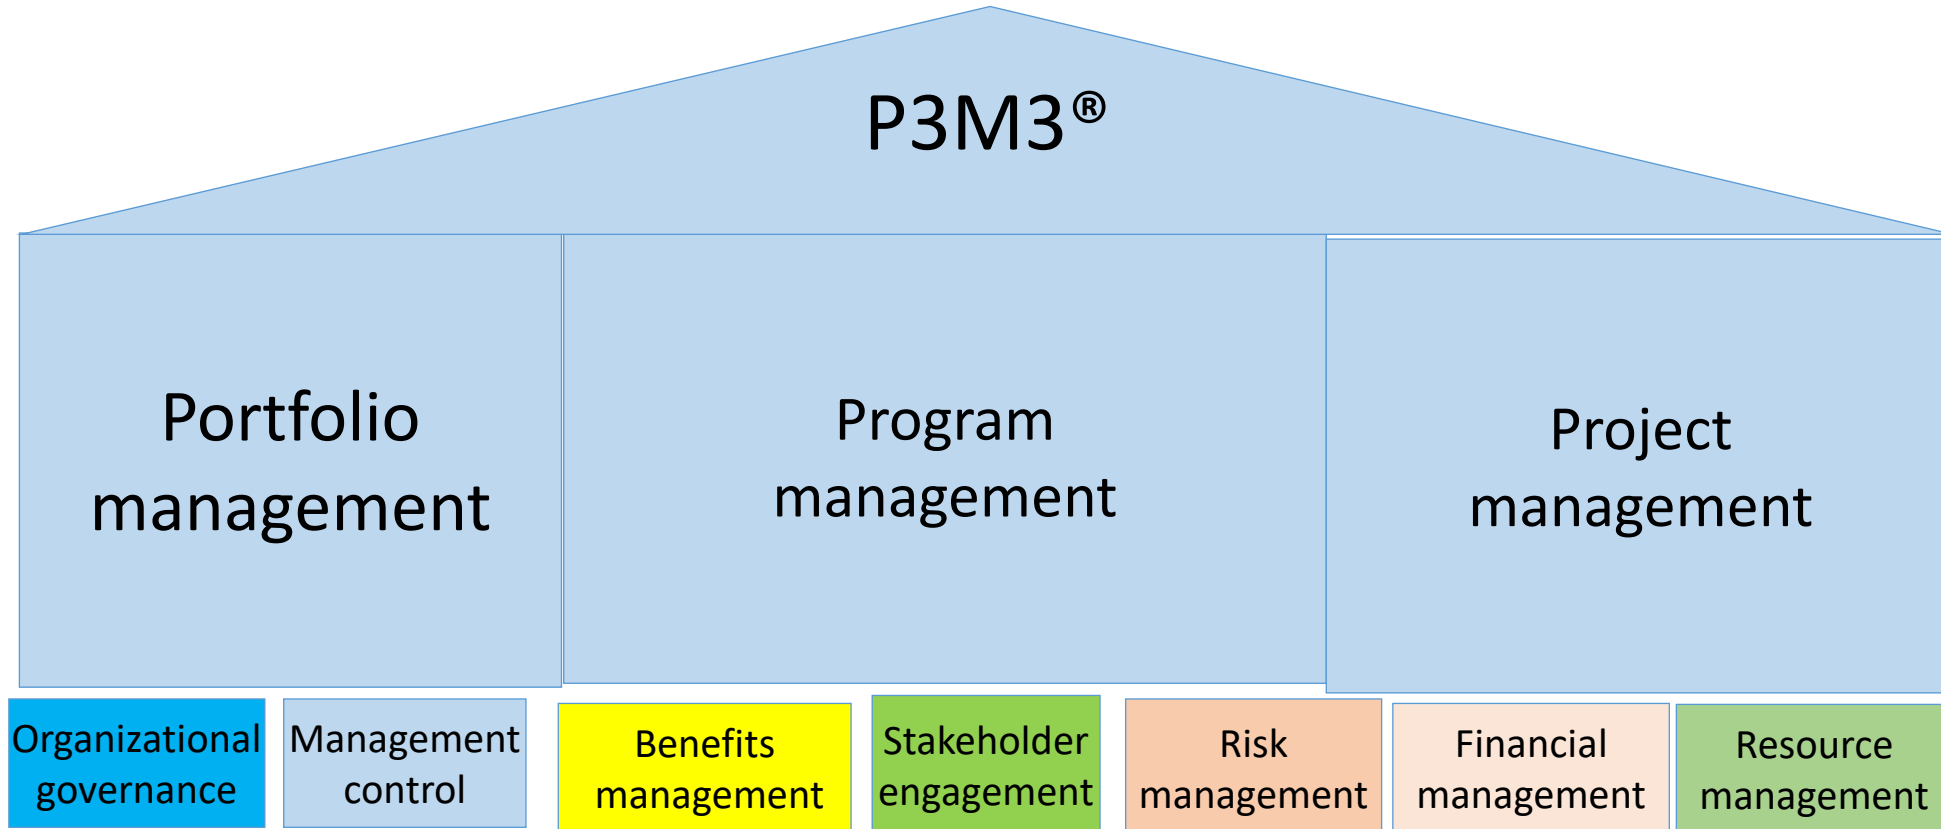 P3M3®
Portfolio
management
Program
management
Project
management
Organizational
governance
Management
control
Benefits
management
Stakeholder
engagement
Risk
management
Financial
management
Resource
management